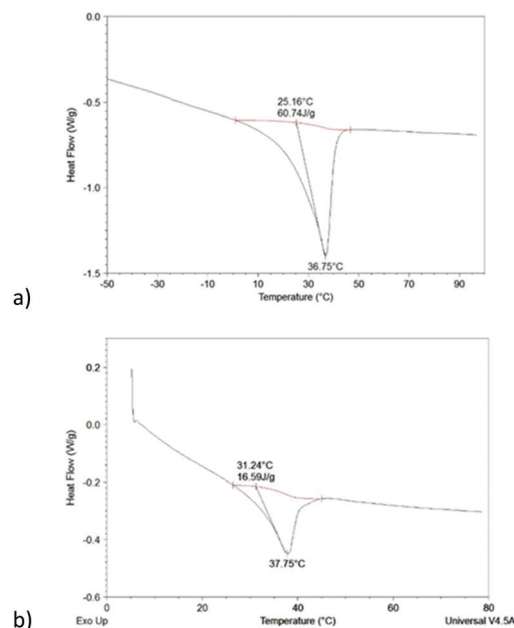 0.0
-0.5
-1.0
-1.5
Heat Flow (W/g)
25.16°C
60.74J/g
36.75°C
-50 -30 -10 10 30 50 70 90
Temperature (°C)
a)
0.2
0.0
-0.2
-0.4
-0.6
Heat Flow (W/g)
31.24°C
16.59J/g
37.75°C
0 20 40 60 80
b) Exo Up Temperature (°C) Universal V4.5A